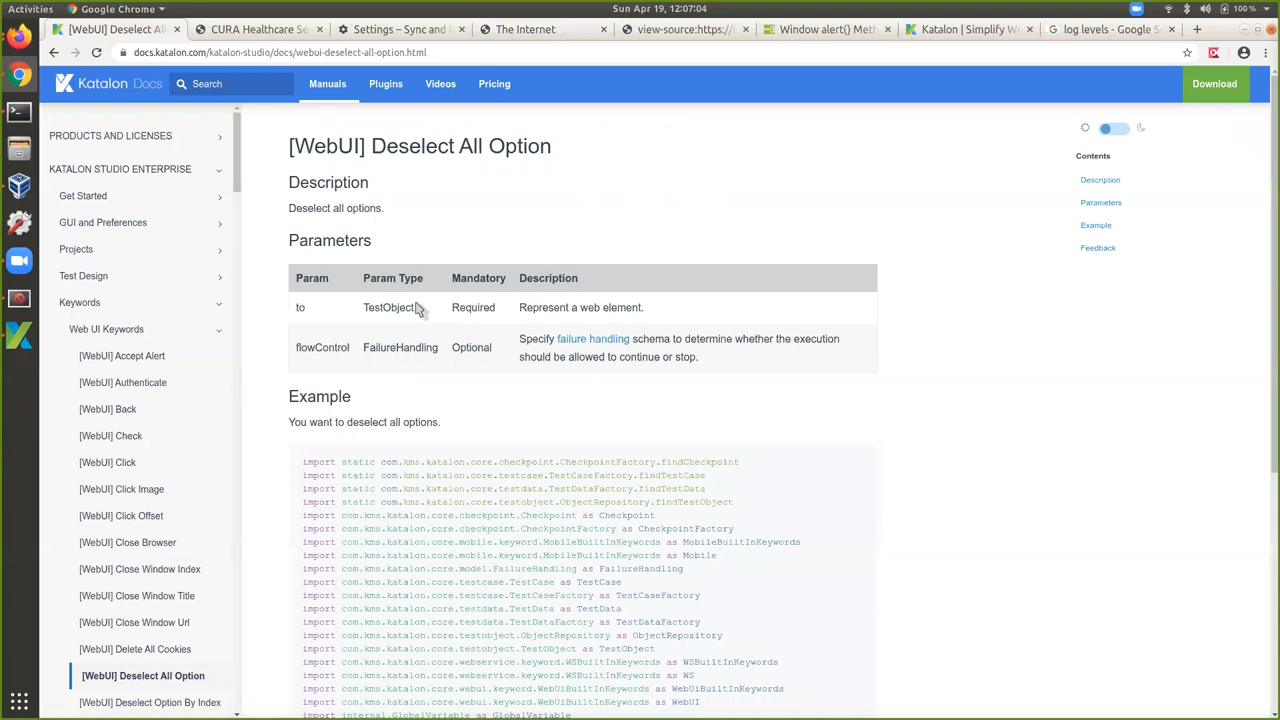 Activities
Google Chrome
Sun Apr 19, 12:07:04
100 %
[WebUI] Deselect Al
CURA Healthcare Se
Settings – Sync and
The Internet
view-source:https://t
Window alert() Meth
Katalon | Simplify W
log levels - Google S
docs.katalon.com/katalon-studio/docs/webui-deselect-all-option.html
Katalon Docs
Search
Manuals
Plugins
Videos
Pricing
Download
PRODUCTS AND LICENSES
KATALON STUDIO ENTERPRISE
Get Started
GUI and Preferences
Projects
Test Design
Keywords
Web UI Keywords
[WebUI] Accept Alert
[WebUI] Authenticate
[WebUI] Back
[WebUI] Check
[WebUI] Click
[WebUI] Click Image
[WebUI] Click Offset
[WebUI] Close Browser
[WebUI] Close Window Index
[WebUI] Close Window Title
[WebUI] Close Window Url
[WebUI] Delete All Cookies
[WebUI] Deselect All Option
[WebUI] Deselect Option By Index
[WebUI] Deselect All Option
Description
Deselect all options.
Parameters
Param Param Type Mandatory Description
to TestObject Required Represent a web element.
flowControl FailureHandling Optional Specify failure handling schema to determine whether the execution
should be allowed to continue or stop.
Example
You want to deselect all options.
import static com.kms.katalon.core.checkpoint.CheckpointFactory.findCheckpoint
import static com.kms.katalon.core.testcase.TestCaseFactory.findTestCase
import static com.kms.katalon.core.testdata.TestDataFactory.findTestData
import static com.kms.katalon.core.testobject.ObjectRepository.findTestObject
import com.kms.katalon.core.checkpoint.Checkpoint as Checkpoint
import com.kms.katalon.core.checkpoint.CheckpointFactory as CheckpointFactory
import com.kms.katalon.core.mobile.keyword.MobileBuiltInKeywords as MobileBuiltInKeywords
import com.kms.katalon.core.mobile.keyword.MobileBuiltInKeywords as Mobile
import com.kms.katalon.core.model.FailureHandling as FailureHandling
import com.kms.katalon.core.testcase.TestCase as TestCase
import com.kms.katalon.core.testcase.TestCaseFactory as TestCaseFactory
import com.kms.katalon.core.testdata.TestData as TestData
import com.kms.katalon.core.testdata.TestDataFactory as TestDataFactory
import com.kms.katalon.core.testobject.ObjectRepository as ObjectRepository
import com.kms.katalon.core.testobject.TestObject as TestObject
import com.kms.katalon.core.webservice.keyword.WSBuiltInKeywords as WSBuiltInKeywords
import com.kms.katalon.core.webservice.keyword.WSBuiltInKeywords as WS
import com.kms.katalon.core.webui.keyword.WebUiBuiltInKeywords as WebUiBuiltInKeywords
import com.kms.katalon.core.webui.keyword.WebUiBuiltInKeywords as WebUI
import internal.GlobalVariable as GlobalVariable
Contents
Description
Parameters
Example
Feedback